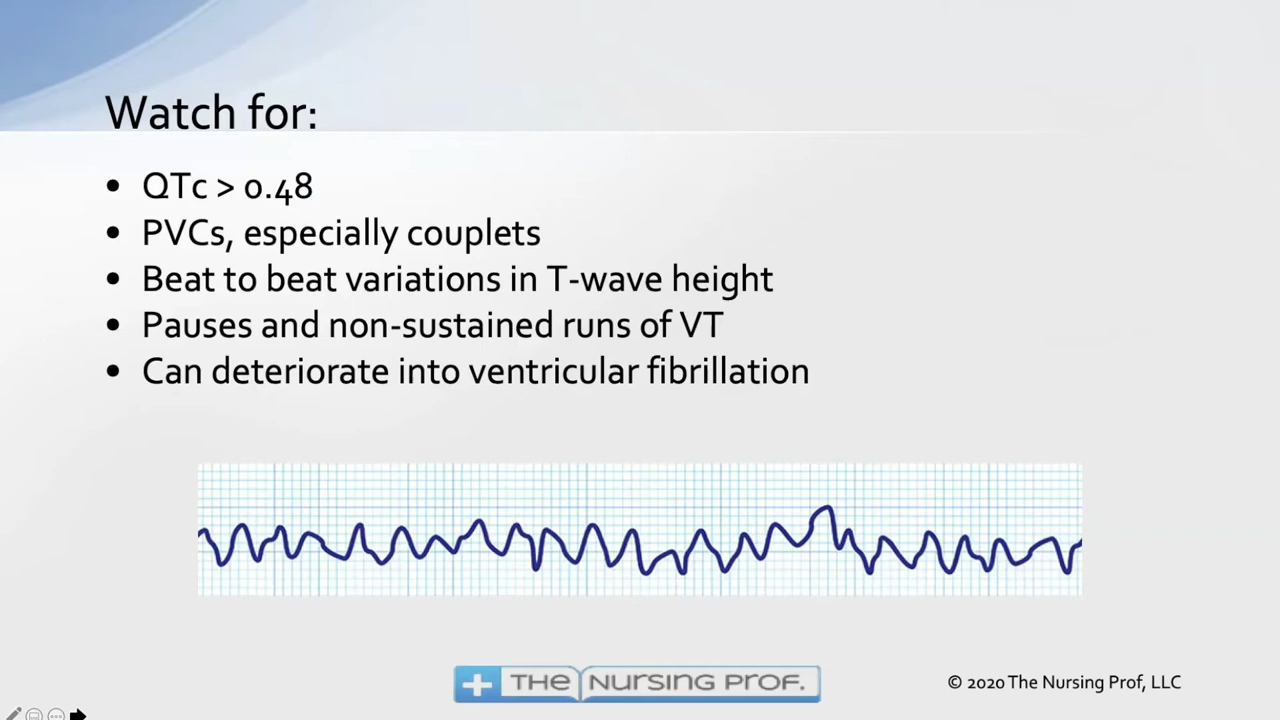 Watch for:
• QTc > 0.48
• PVCs, especially couplets
• Beat to beat variations in T-wave height
• Pauses and non-sustained runs of VT
• Can deteriorate into ventricular fibrillation
THE NURSING PROF.
© 2020 The Nursing Prof, LLC